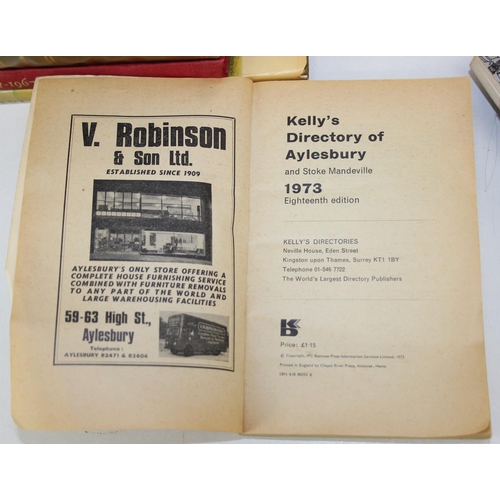 V. Robinson
& Son Ltd.
ESTABLISHED SINCE 1909
AYLESBURY'S ONLY STORE OFFERING A
COMPLETE HOUSE FURNISHING SERVICE
COMBINED WITH FURNITURE REMOVALS
TO ANY PART OF THE WORLD AND
LARGE WAREHOUSING FACILITIES
59-63 High St.,
Aylesbury
Telephone:
AYLESBURY 82671 & 82604
Kelly's
Directory of
Aylesbury
and Stoke Mandeville
1973
Eighteenth edition
KELLY'S DIRECTORIES
Neville House, Eden Street
Kingston upon Thames, Surrey KT1 1BY
Telephone 01-546 7722
The World's Largest Directory Publishers
Price: £1·15